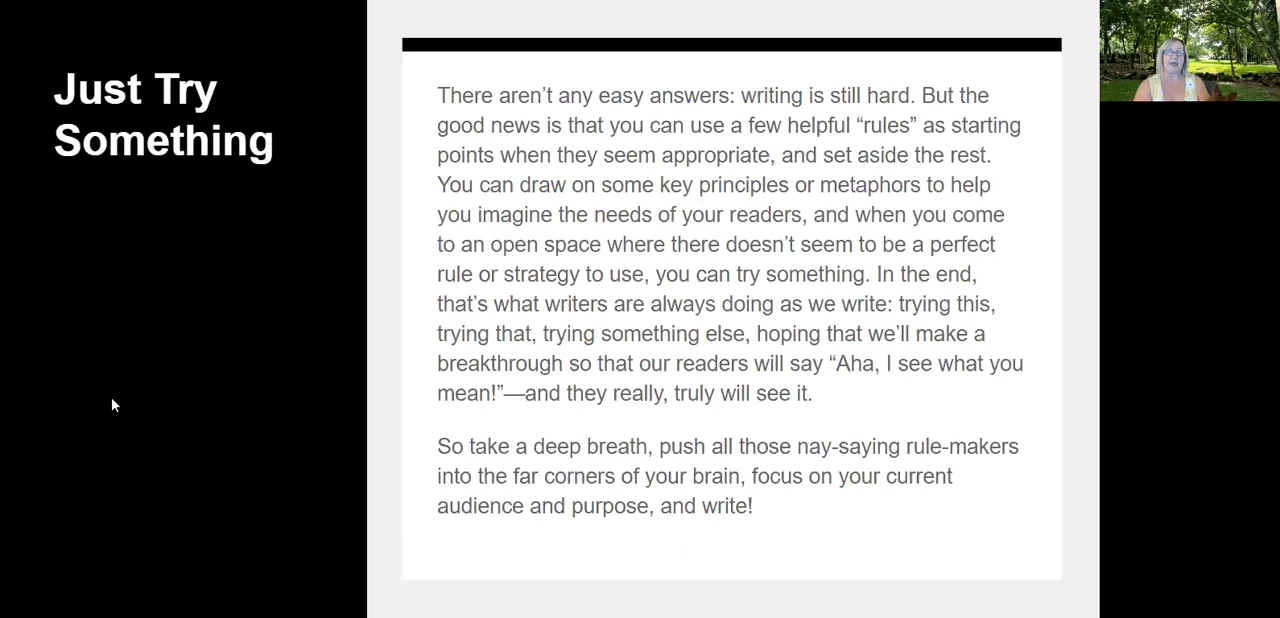 Just Try
Something
There aren’t any easy answers: writing is still hard. But the
good news is that you can use a few helpful “rules” as starting
points when they seem appropriate, and set aside the rest.
You can draw on some key principles or metaphors to help
you imagine the needs of your readers, and when you come
to an open space where there doesn’t seem to be a perfect
rule or strategy to use, you can try something. In the end,
that’s what writers are always doing as we write: trying this,
trying that, trying something else, hoping that we’ll make a
breakthrough so that our readers will say “Aha, I see what you
mean!”—and they really, truly will see it.
So take a deep breath, push all those nay-saying rule-makers
into the far corners of your brain, focus on your current
audience and purpose, and write!